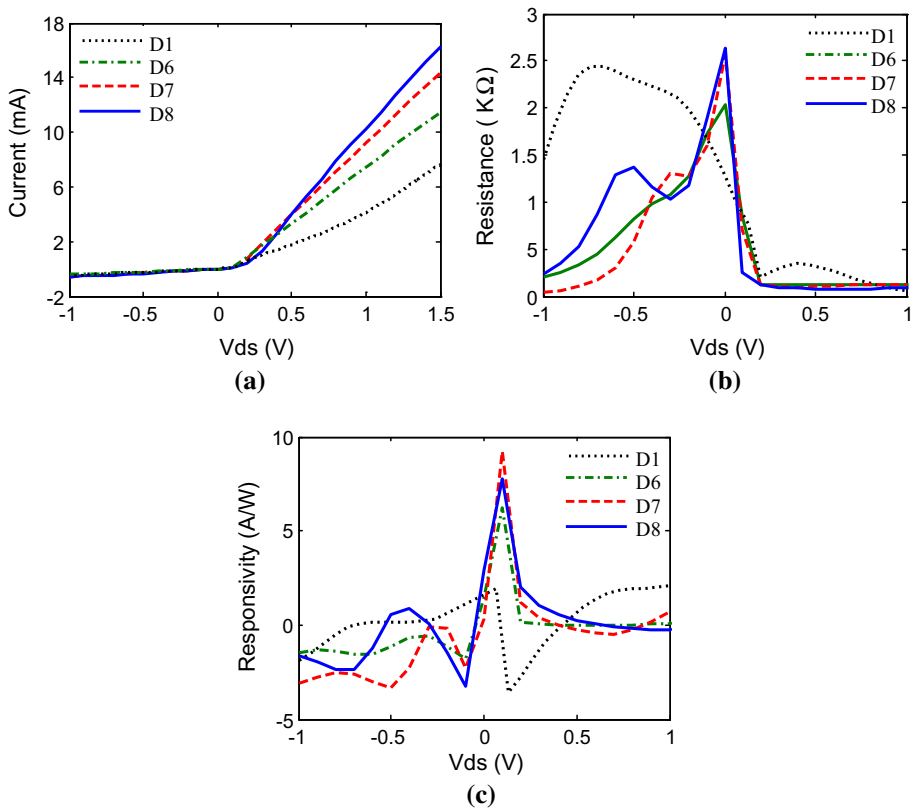 18
14
10
6
2
-2
Current (mA)
D1
D6
D7
D8
-1
-0.5
0
0.5
1
1.5
Vds (V)
(a)
3
2.5
2
1.5
1
0.5
0
Resistance ( KΩ)
D1
D6
D7
D8
-1
-0.5
0
0.5
1
Vds (V)
(b)
10
5
0
-5
Responsivity (A/W)
D1
D6
D7
D8
-1
-0.5
0
0.5
1
Vds (V)
(c)